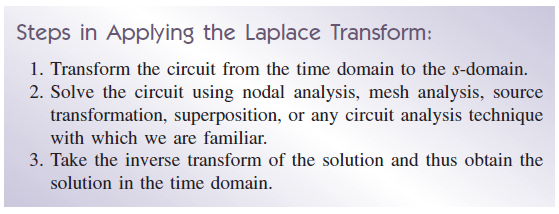 Steps in Applying the Laplace Transform:
1. Transform the circuit from the time domain to the s-domain.
2. Solve the circuit using nodal analysis, mesh analysis, source
transformation, superposition, or any circuit analysis technique
with which we are familiar.
3. Take the inverse transform of the solution and thus obtain the
solution in the time domain.